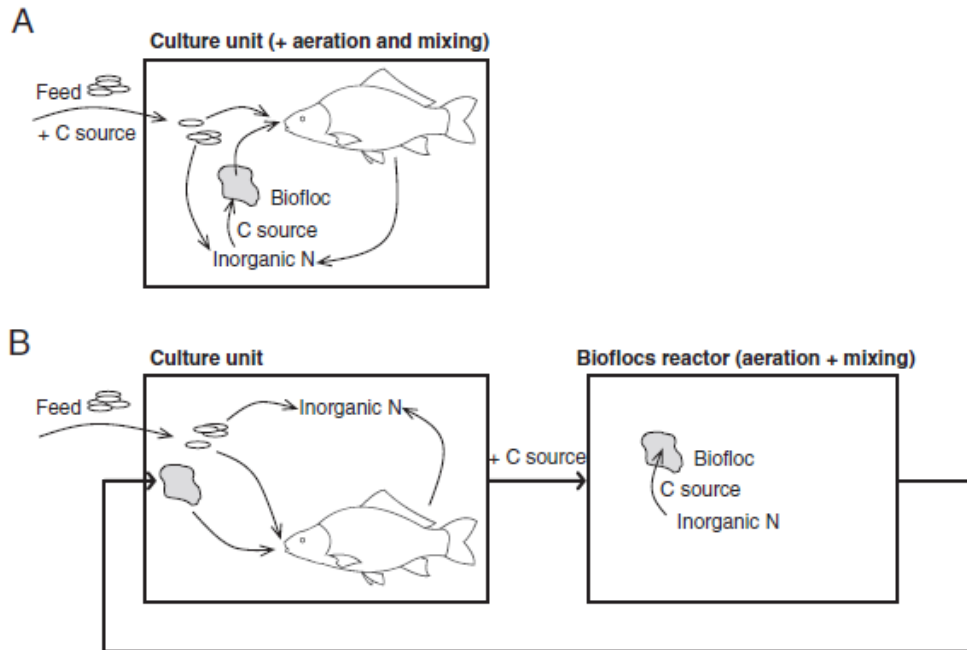 A
Culture unit (+ aeration and mixing)
Feed
+ C source
Biofloc
C source
Inorganic N
B
Culture unit
Bioflocs reactor (aeration + mixing)
Feed
Inorganic N
+ C source
Biofloc
C source
Inorganic N